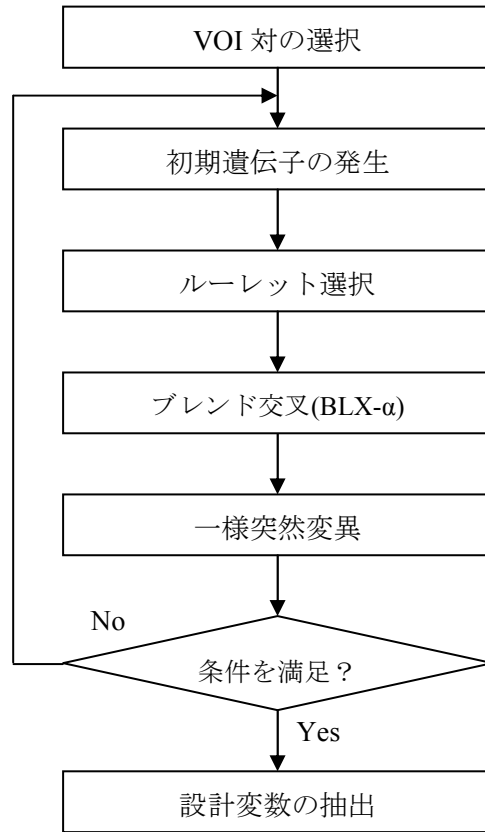 VOI 対の選択
初期遺伝子の発生
ルーレット選択
ブレンド交叉(BLX-α)
一様突然変異
No
条件を満足？
Yes
設計変数の抽出